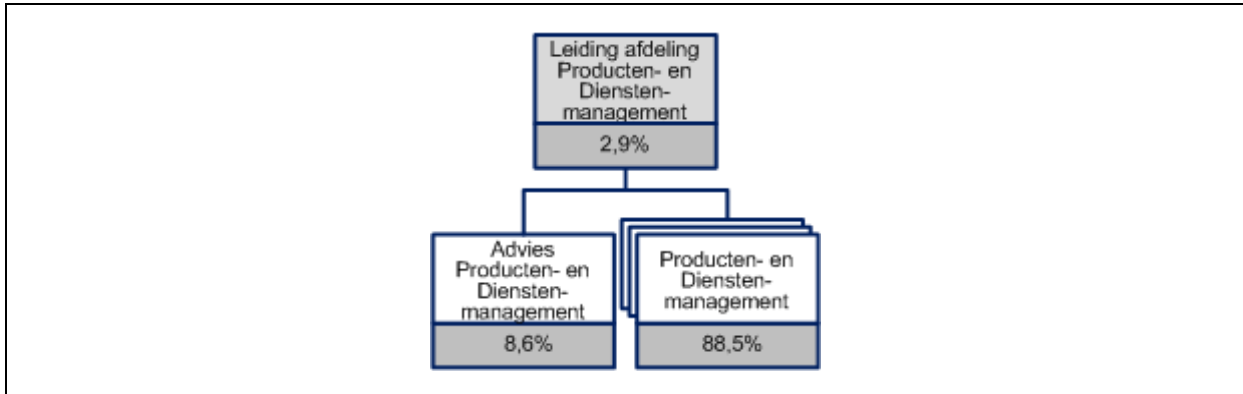 Leiding afdeling
Producten- en
Diensten-
management
2,9%
Advies
Producten- en
Diensten-
management
8,6%
Producten- en
Diensten-
management
88,5%